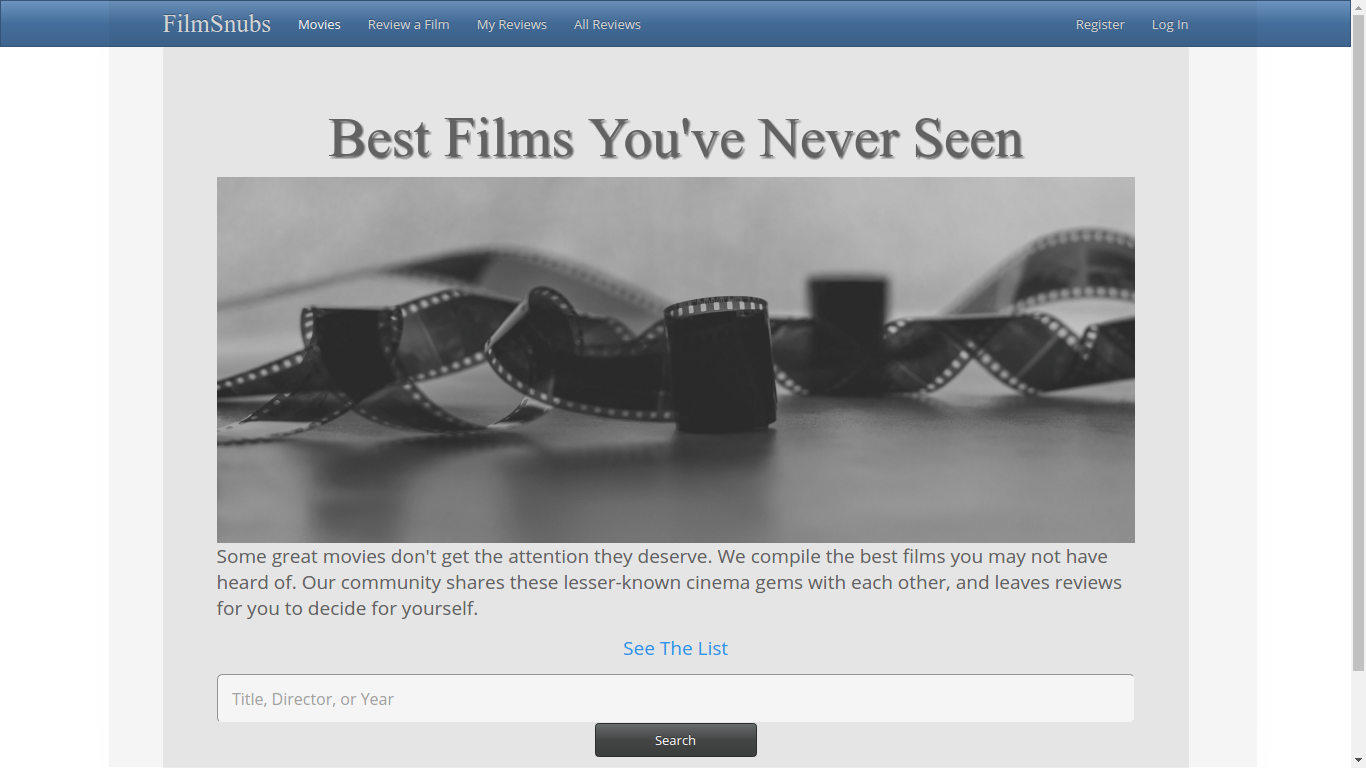 FilmSnubs Movies Review a Film My Reviews All Reviews Register Log In
Best Films You've Never Seen
Some great movies don't get the attention they deserve. We compile the best films you may not have
heard of. Our community shares these lesser-known cinema gems with each other, and leaves reviews
for you to decide for yourself.
See The List
Title, Director, or Year
Search